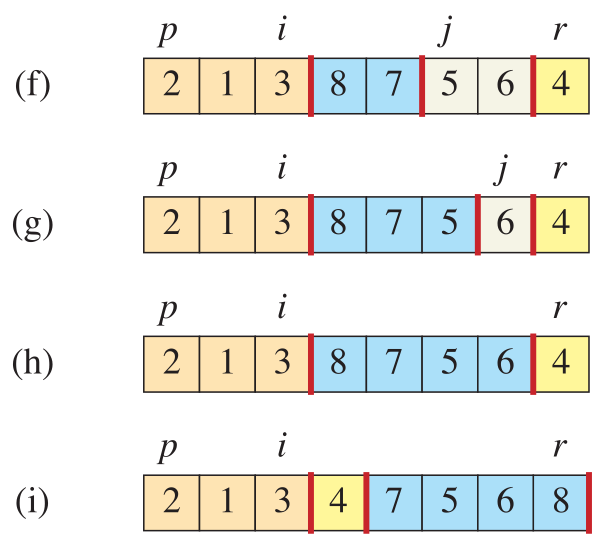 p i j r
(f) 2 1 3 8 7 5 6 4
p i j r
(g) 2 1 3 8 7 5 6 4
p i r
(h) 2 1 3 8 7 5 6 4
p i r
(i) 2 1 3 4 7 5 6 8